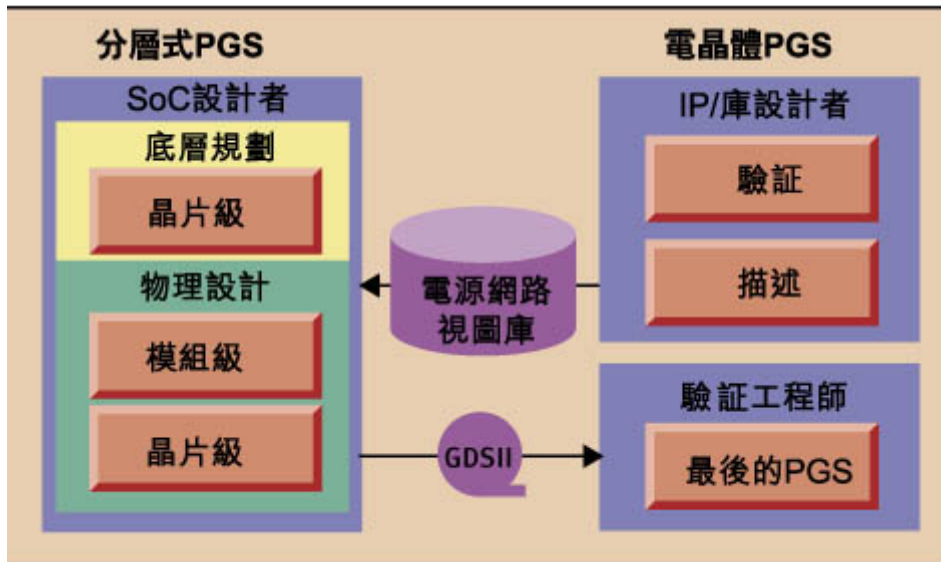 分層式PGS
SoC設計者
底層規劃
晶片級
物理設計
模組級
晶片級
電源網路
視圖庫
GDSII
電晶體PGS
IP/庫設計者
驗証
描述
驗証工程師
最後的PGS